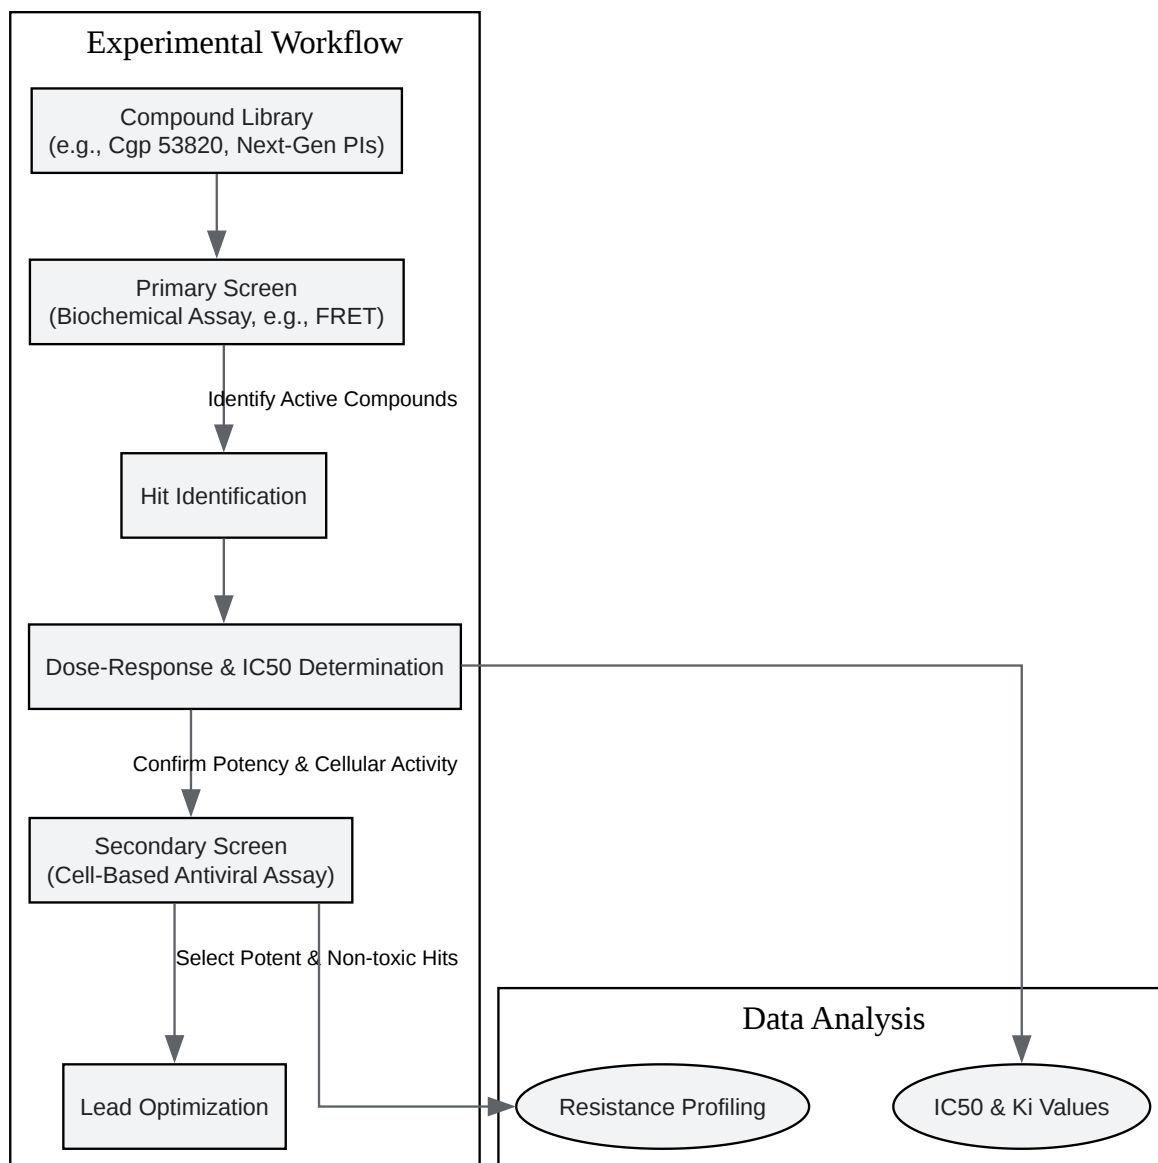 Experimental Workflow
Compound Library
(e.g., Cgp 53820, Next-Gen PIs)
Primary Screen
(Biochemical Assay, e.g., FRET)
Identify Active Compounds
Hit Identification
Dose-Response & IC50 Determination
Confirm Potency & Cellular Activity
Secondary Screen
(Cell-Based Antiviral Assay)
Select Potent & Non-toxic Hits
Lead Optimization
Data Analysis
Resistance Profiling
IC50 & Ki Values